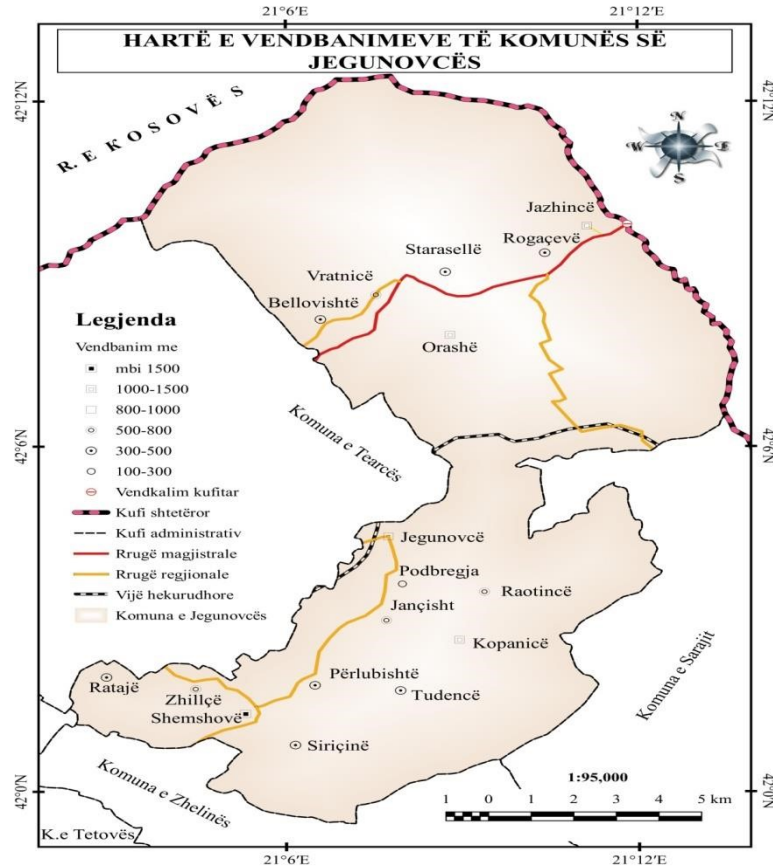 21°6'E
21°12'E
HARTË E VENDBANIMEVE TË KOMUNËS SË
JEGUNOVCËS
42°12'N
42°12'N
R. E KOSOVËS
N
W
E
S
Jazhincë
Rogaçevë
Starasellë
Vratnicë
Bellovishtë
Orashë
Legjenda
Vendbanim me
mbi 1500
1000-1500
800-1000
500-800
300-500
100-300
Vendkalim kufitar
Kufi shtetëror
Kufi administrativ
Rrugë magjistrale
Rrugë regjionale
Vijë hekurudhore
Komuna e Jegunovcës
Komuna e Tearcës
42°6'N
42°6'N
Jegunovcë
Podbregja
Raotincë
Jançisht
Kopanicë
Komuna e Sarajit
Përlubishtë
Ratajë
Zhillçë
Tudencë
Shemshovë
Siriçinë
Komuna e Zhelinës
K.e Tetovës
1:95,000
1 0 1 2 3 4 5 km
42°0'N
42°0'N
21°6'E
21°12'E